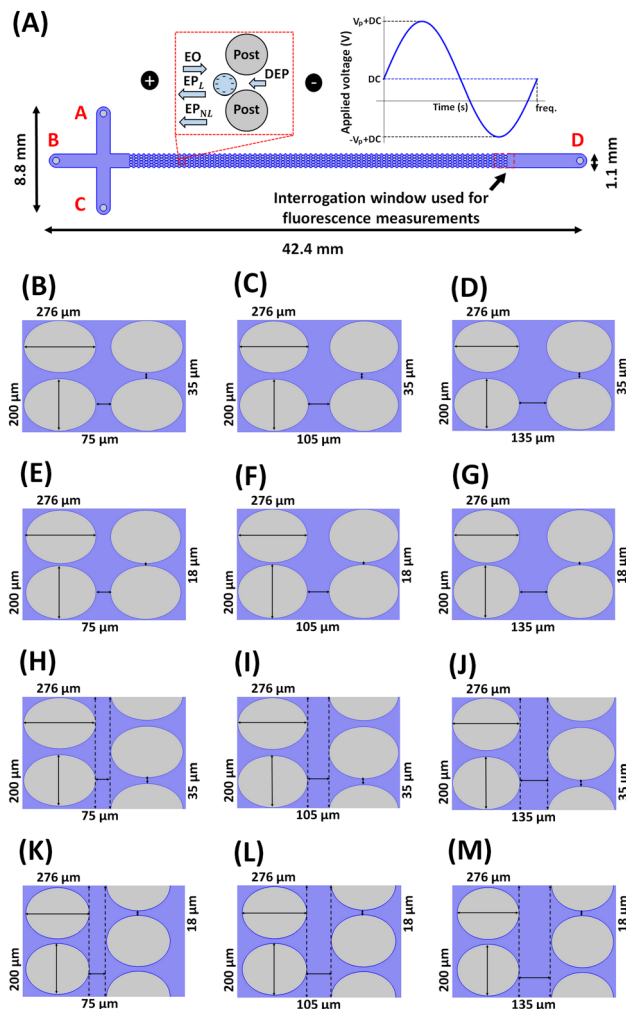 (A)
EO
EP_L
EP_NL
Post
DEP
Post
+
-
Applied voltage (V)
V_p+DC
DC
-V_p+DC
Time (s)
freq.
A
B
C
D
8.8 mm
1.1 mm
Interrogation window used for
fluorescence measurements
42.4 mm
(B)
276 µm
200 µm
35 µm
75 µm
(C)
276 µm
200 µm
35 µm
105 µm
(D)
276 µm
200 µm
35 µm
135 µm
(E)
276 µm
200 µm
18 µm
75 µm
(F)
276 µm
200 µm
18 µm
105 µm
(G)
276 µm
200 µm
18 µm
135 µm
(H)
276 µm
200 µm
35 µm
75 µm
(I)
276 µm
200 µm
35 µm
105 µm
(J)
276 µm
200 µm
35 µm
135 µm
(K)
276 µm
200 µm
18 µm
75 µm
(L)
276 µm
200 µm
18 µm
105 µm
(M)
276 µm
200 µm
18 µm
135 µm